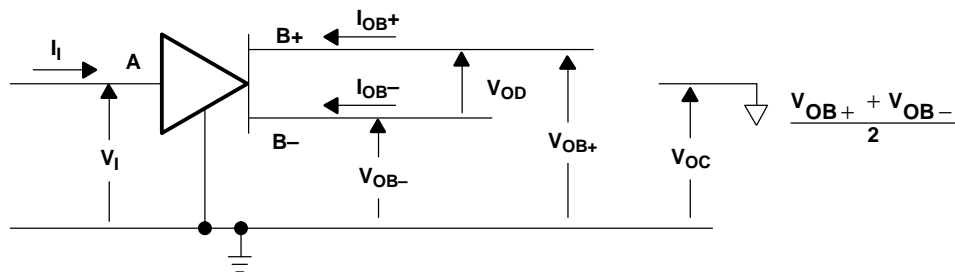 I_OB+
B+
I_I
A
I_OB−
V_OD
V_OB+ + V_OB−
2
B−
V_I
V_OB−
V_OB+
V_OC